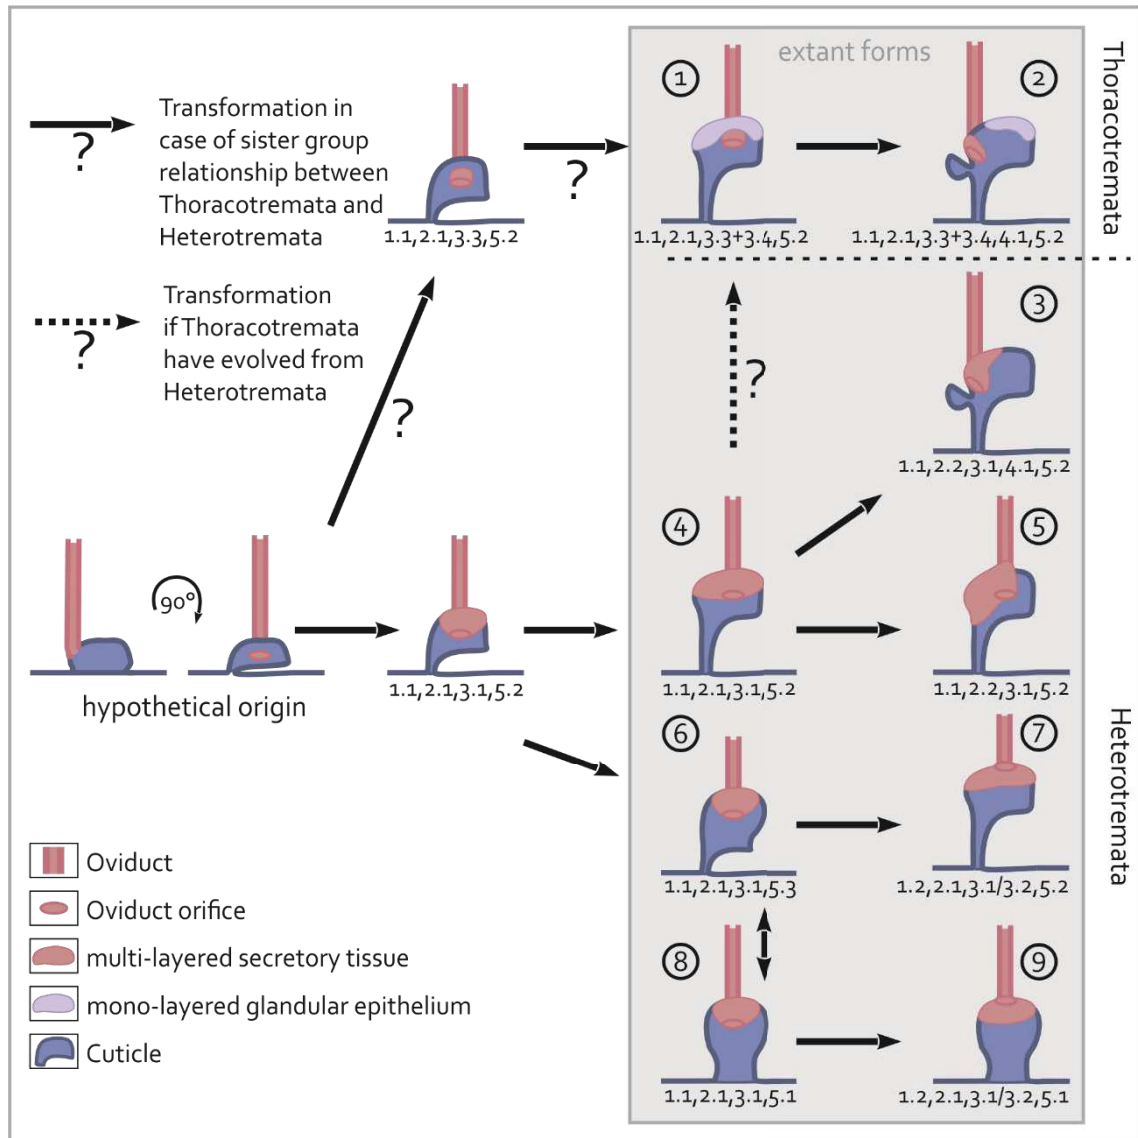 extant forms
Thoracotremata
1
2
?
Transformation in
case of sister group
relationship between
Thoracotremata and
Heterotremata
?
1.1,2.1,3.3,5.2
1.1,2.1,3.3+3.4,5.2
1.1,2.1,3.3+3.4,4.1,5.2
?
Transformation
if Thoracotremata
have evolved from
Heterotremata
?
?
3
1.1,2.2,3.1,4.1,5.2
90°
hypothetical origin
1.1,2.1,3.1,5.2
4
1.1,2.1,3.1,5.2
5
1.1,2.2,3.1,5.2
Heterotremata
6
1.1,2.1,3.1,5.3
7
1.2,2.1,3.1/3.2,5.2
8
1.1,2.1,3.1,5.1
9
1.2,2.1,3.1/3.2,5.1
Oviduct
Oviduct orifice
multi-layered secretory tissue
mono-layered glandular epithelium
Cuticle